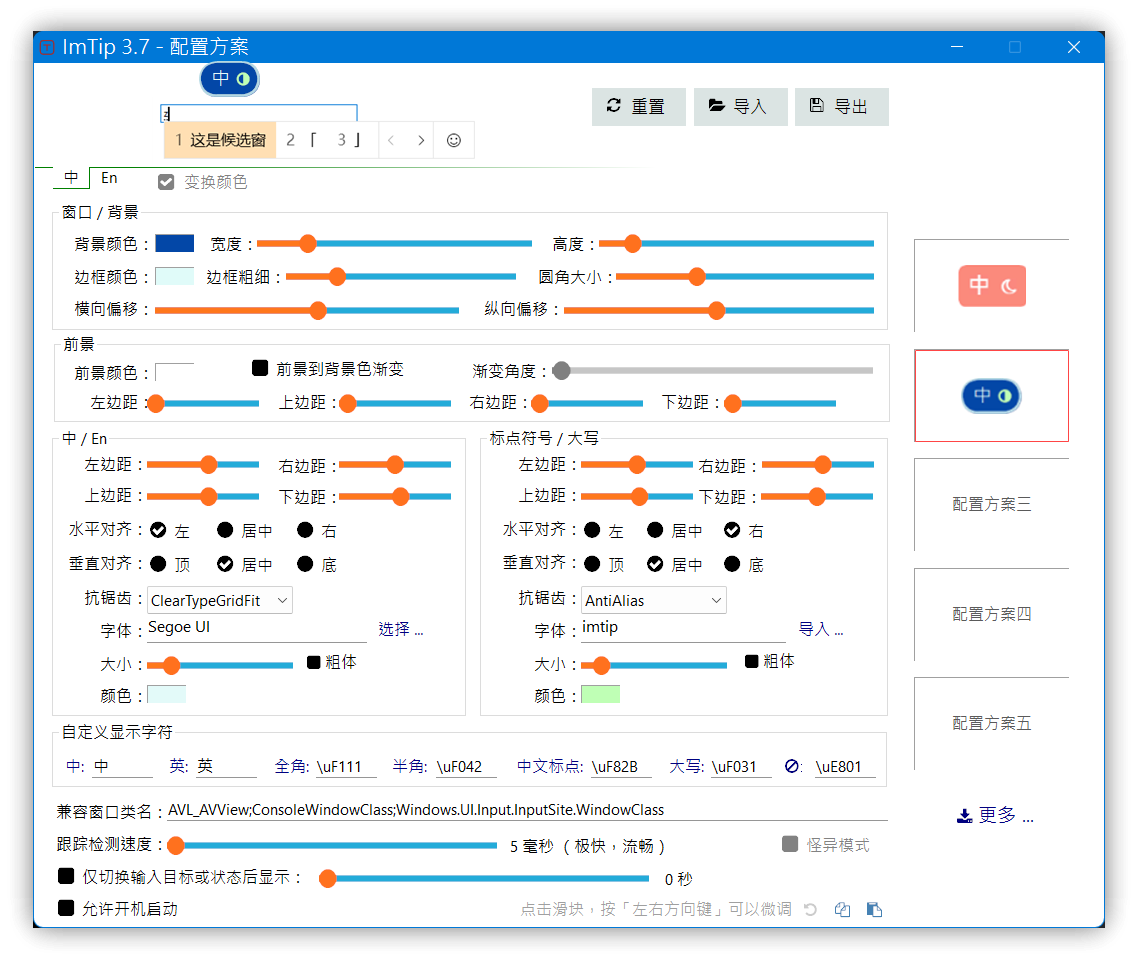 ImTip 3.7 - 配置方案
中
重置 导入 导出
1 这是候选窗 2 「 3 」
中 En 变换颜色
窗口 / 背景
背景颜色： 宽度： 高度：
边框颜色： 边框粗细： 圆角大小：
横向偏移： 纵向偏移：
前景
前景颜色： 前景到背景色渐变 渐变角度：
左边距： 上边距： 右边距： 下边距：
中 / En
左边距： 右边距：
上边距： 下边距：
水平对齐： 左 居中 右
垂直对齐： 顶 居中 底
抗锯齿： ClearTypeGridFit
字体： Segoe UI 选择 ...
大小： 粗体
颜色：
标点符号 / 大写
左边距： 右边距：
上边距： 下边距：
水平对齐： 左 居中 右
垂直对齐： 顶 居中 底
抗锯齿： AntiAlias
字体： imtip 导入 ...
大小： 粗体
颜色：
自定义显示字符
中: 中 英: 英 全角: \uF111 半角: \uF042 中文标点: \uF82B 大写: \uF031 : \uE801
兼容窗口类名： AVL_AVView;ConsoleWindowClass;Windows.UI.Input.InputSite.WindowClass
跟踪检测速度： 5 毫秒 （ 极快，流畅 ） 怪异模式
仅切换输入目标或状态后显示： 0 秒
允许开机启动 点击滑块，按「左右方向键」可以微调
中
中
配置方案三
配置方案四
配置方案五
更多 ...